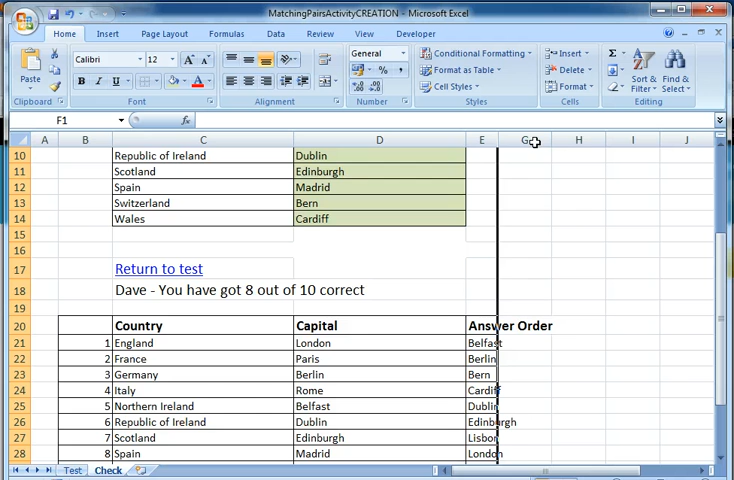 MatchingPairsActivityCREATION - Microsoft Excel
Home Insert Page Layout Formulas Data Review View Developer
Paste
Clipboard
Calibri 12
B I U
Font
Alignment
General
% ,
Number
Conditional Formatting
Format as Table
Cell Styles
Styles
Insert
Delete
Format
Cells
Sort & Filter
Find & Select
Editing
F1 fx
A B C D E G H I J
10 Republic of Ireland Dublin
11 Scotland Edinburgh
12 Spain Madrid
13 Switzerland Bern
14 Wales Cardiff
15
16
17 Return to test
18 Dave - You have got 8 out of 10 correct
19
20 Country Capital Answer Order
21 1 England London Belfast
22 2 France Paris Berlin
23 3 Germany Berlin Bern
24 4 Italy Rome Cardiff
25 5 Northern Ireland Belfast Dublin
26 6 Republic of Ireland Dublin Edinburgh
27 7 Scotland Edinburgh Lisbon
28 8 Spain Madrid London
Test Check